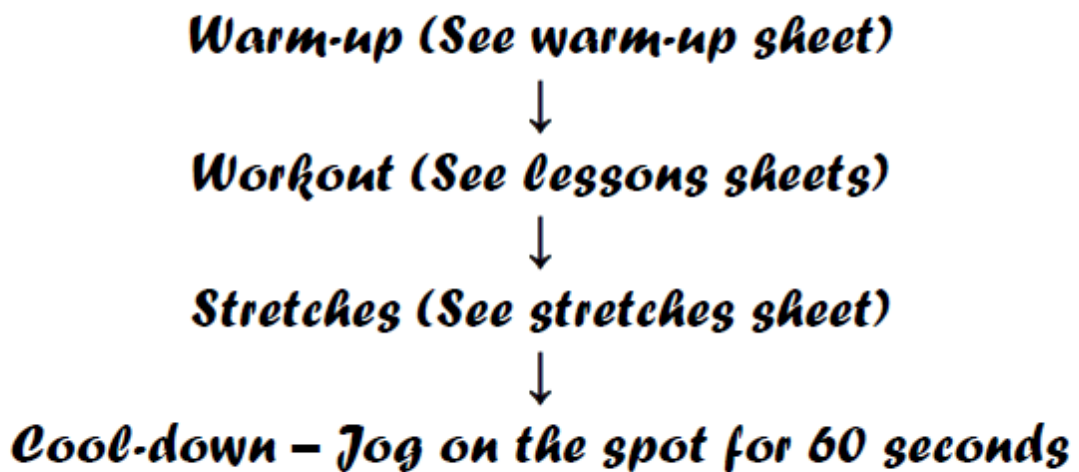 Warm-up (See warm-up sheet)
↓
Workout (See lessons sheets)
↓
Stretches (See stretches sheet)
↓
Cool-down – Jog on the spot for 60 seconds